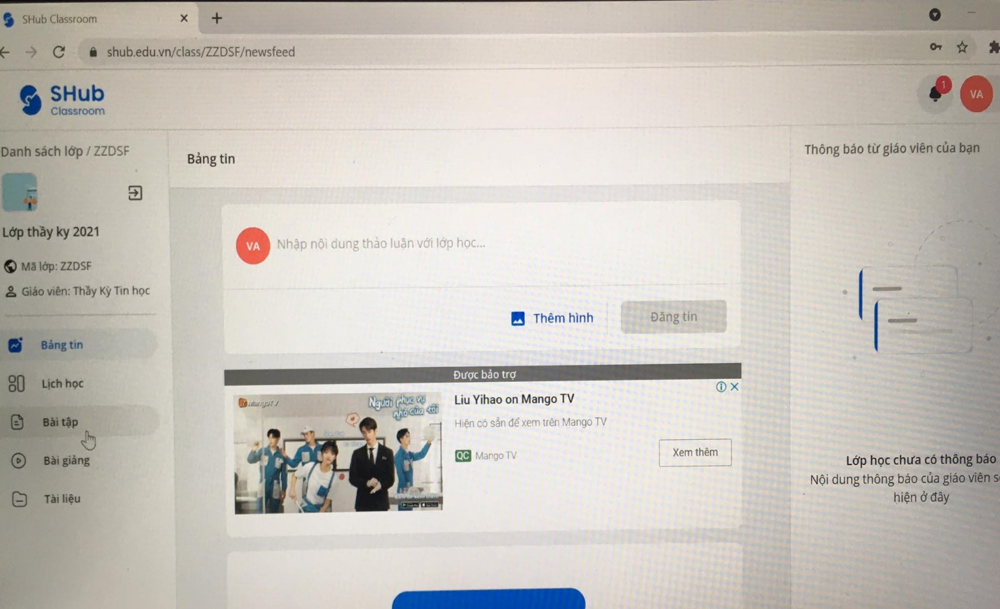 SHub Classroom
shub.edu.vn/class/ZZDSF/newsfeed
SHub
Classroom
1
VA
Danh sách lớp / ZZDSF
Lớp thầy ky 2021
Mã lớp: ZZDSF
Giáo viên: Thầy Kỳ Tin học
Bảng tin
Lịch học
Bài tập
Bài giảng
Tài liệu
Bảng tin
VA
Nhập nội dung thảo luận với lớp học...
Thêm hình
Đăng tin
Được bảo trợ
MangoTV
Người phục vụ
nhỏ của tôi
Liu Yihao on Mango TV
Hiện có sẵn để xem trên Mango TV
QC Mango TV
Xem thêm
Thông báo từ giáo viên của bạn
Lớp học chưa có thông báo
Nội dung thông báo của giáo viên
hiện ở đây